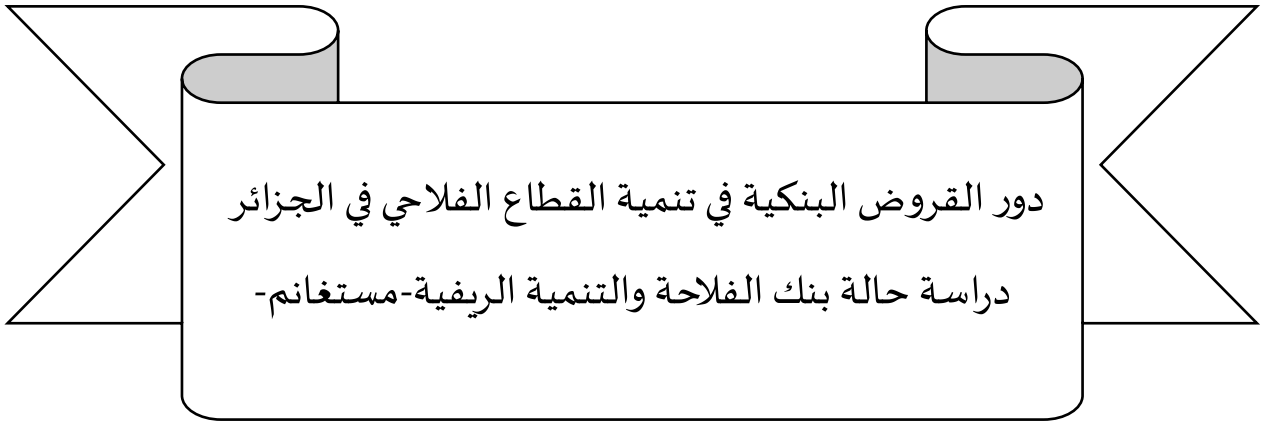 دور القروض البنكية في تنمية القطاع الفلاحي في الجزائر
دراسة حالة بنك الفلاحة والتنمية الريفية-مستغانم-